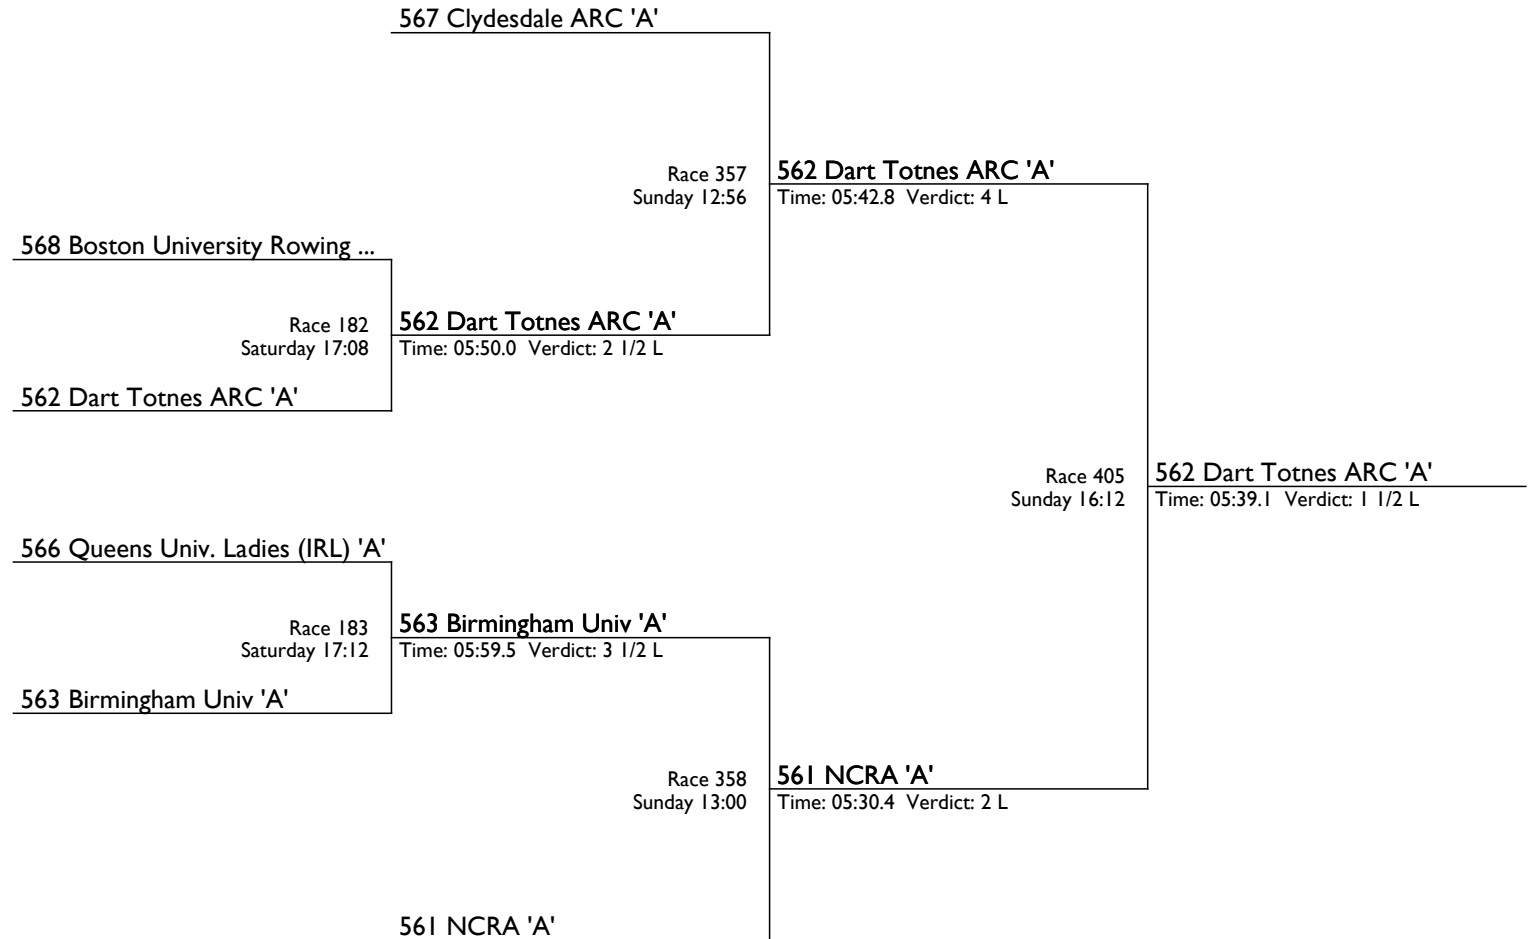 567 Clydesdale ARC 'A'
Race 357
Sunday 12:56
562 Dart Totnes ARC 'A'
Time: 05:42.8 Verdict: 4 L
568 Boston University Rowing ...
Race 182
Saturday 17:08
562 Dart Totnes ARC 'A'
Time: 05:50.0 Verdict: 2 1/2 L
562 Dart Totnes ARC 'A'
Race 405
Sunday 16:12
562 Dart Totnes ARC 'A'
Time: 05:39.1 Verdict: 1 1/2 L
566 Queens Univ. Ladies (IRL) 'A'
Race 183
Saturday 17:12
563 Birmingham Univ 'A'
Time: 05:59.5 Verdict: 3 1/2 L
563 Birmingham Univ 'A'
Race 358
Sunday 13:00
561 NCRA 'A'
Time: 05:30.4 Verdict: 2 L
561 NCRA 'A'